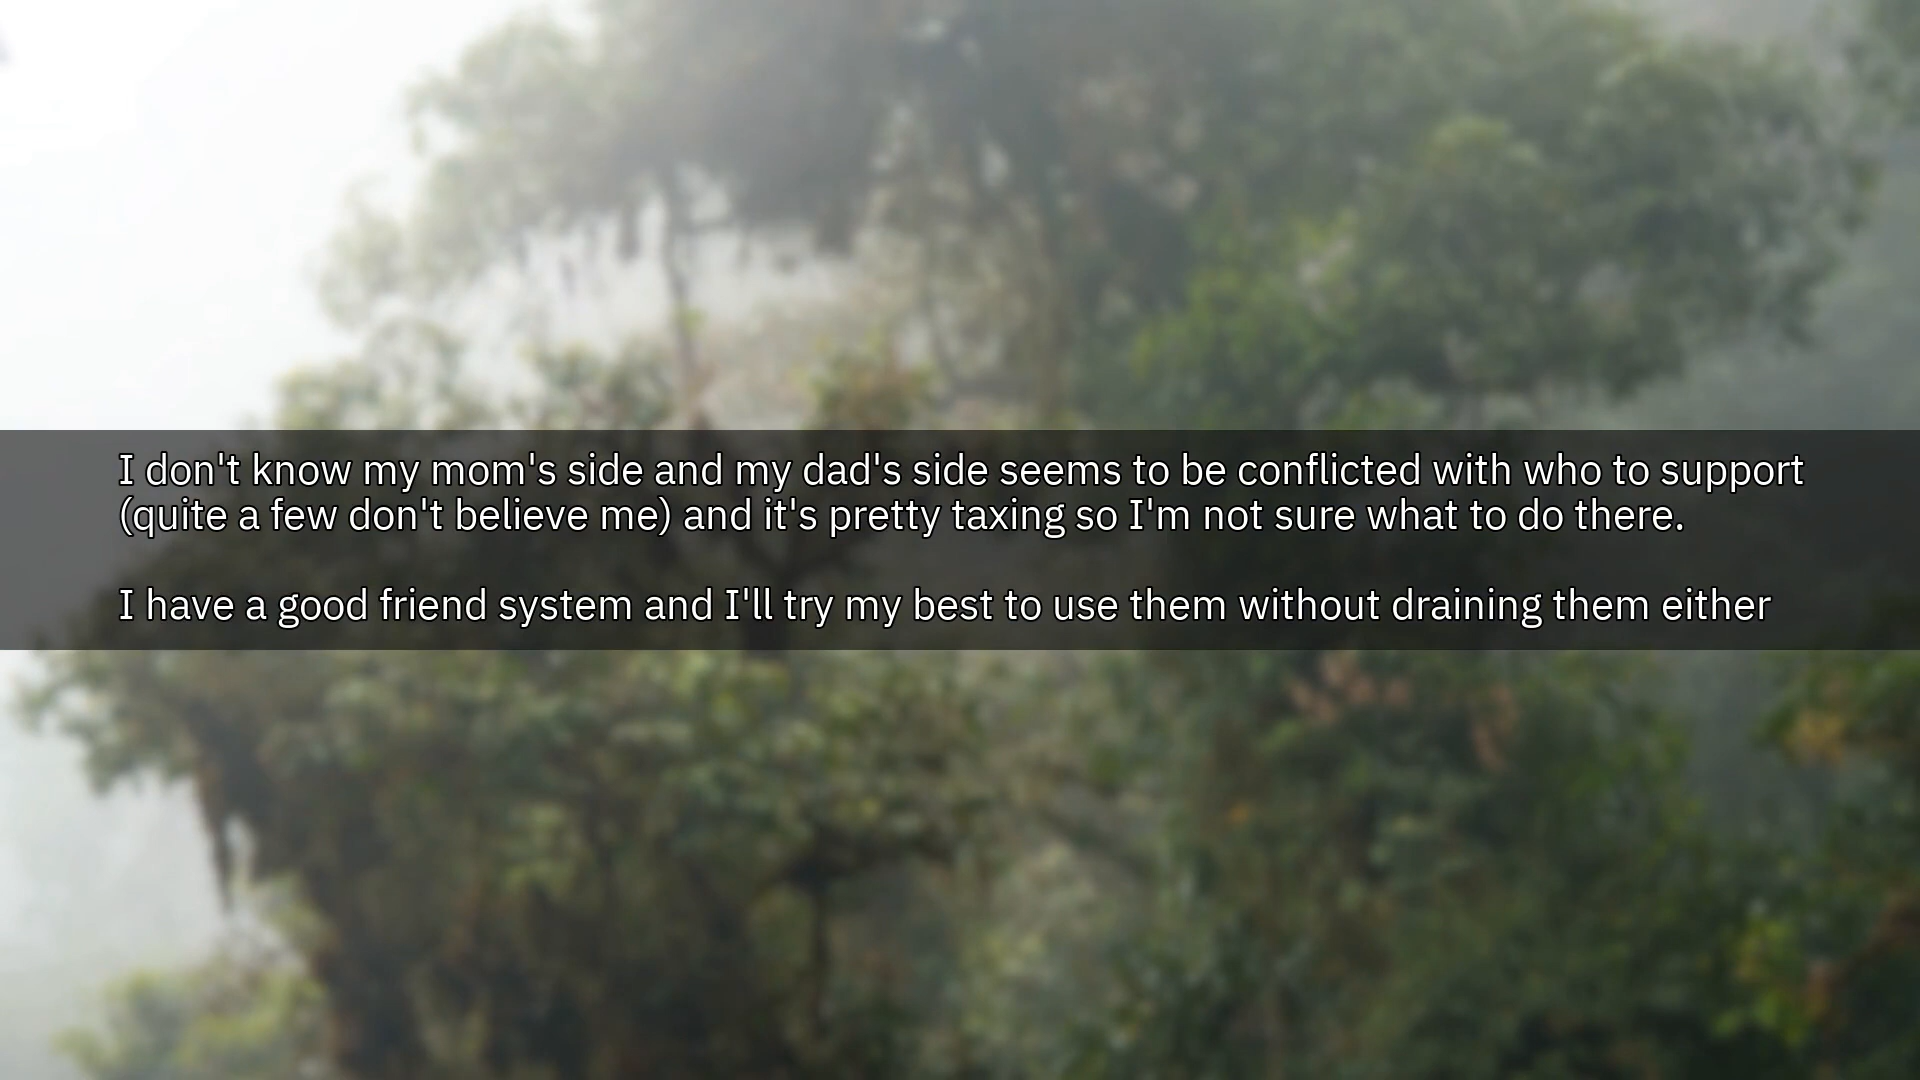 I don't know my mom's side and my dad's side seems to be conflicted with who to support
(quite a few don't believe me) and it's pretty taxing so I'm not sure what to do there.
I have a good friend system and I'll try my best to use them without draining them either